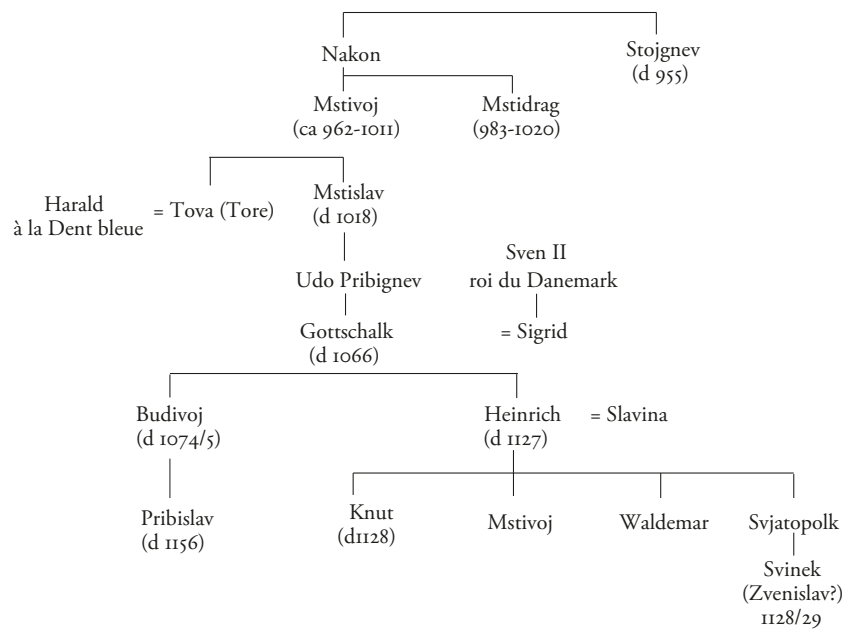 Nakon
Stojgnev
(d 955)
Mstivoj
(ca 962-1011)
Mstidrag
(983-1020)
Harald
à la Dent bleue
= Tova (Tore)
Mstislav
(d 1018)
Udo Pribignev
Sven II
roi du Danemark
Gottschalk
(d 1066)
= Sigrid
Budivoj
(d 1074/5)
Heinrich
(d 1127)
= Slavina
Pribislav
(d 1156)
Knut
(d1128)
Mstivoj
Waldemar
Svjatopolk
Svinek
(Zvenislav?)
1128/29